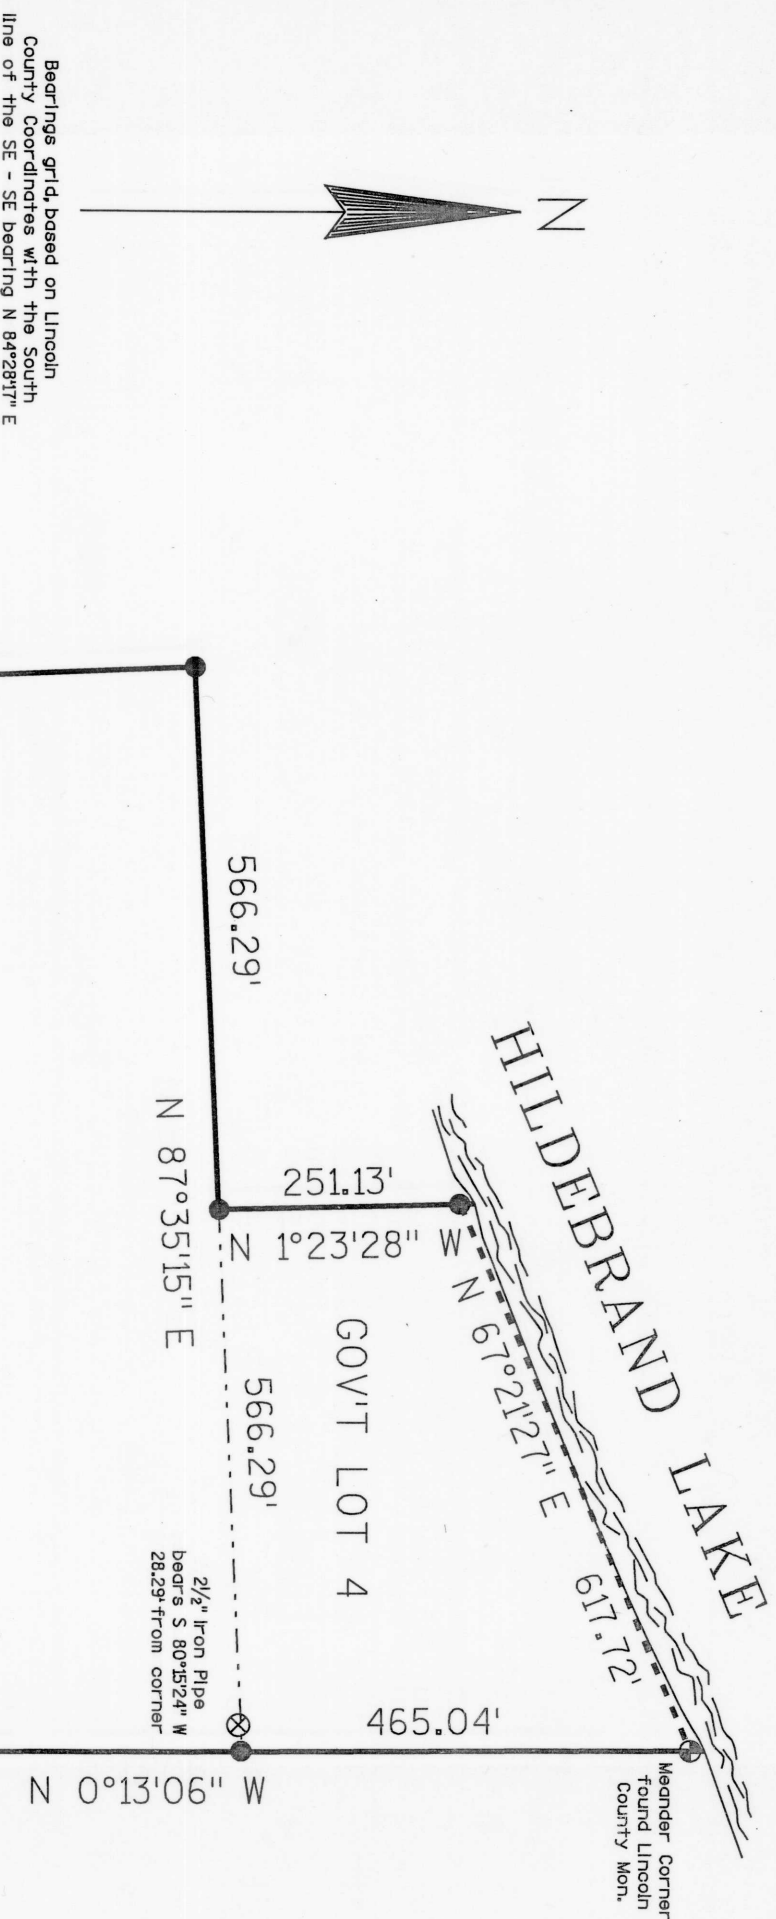 N
Bearings grid, based on Lincoln
County Coordinates with the South
line of the SE - SE bearing N 84°28'17" E
HILDEBRAND LAKE
566.29'
N 87°35'15" E
251.13'
N 1°23'28" W
N 67°21'27" E
617.72'
GOV'T LOT 4
566.29'
2½" Iron Pipe
bears S 80°15'24" W
28.29' from corner
465.04'
N 0°13'06" W
Meander Corner
found Lincoln
County Mon.